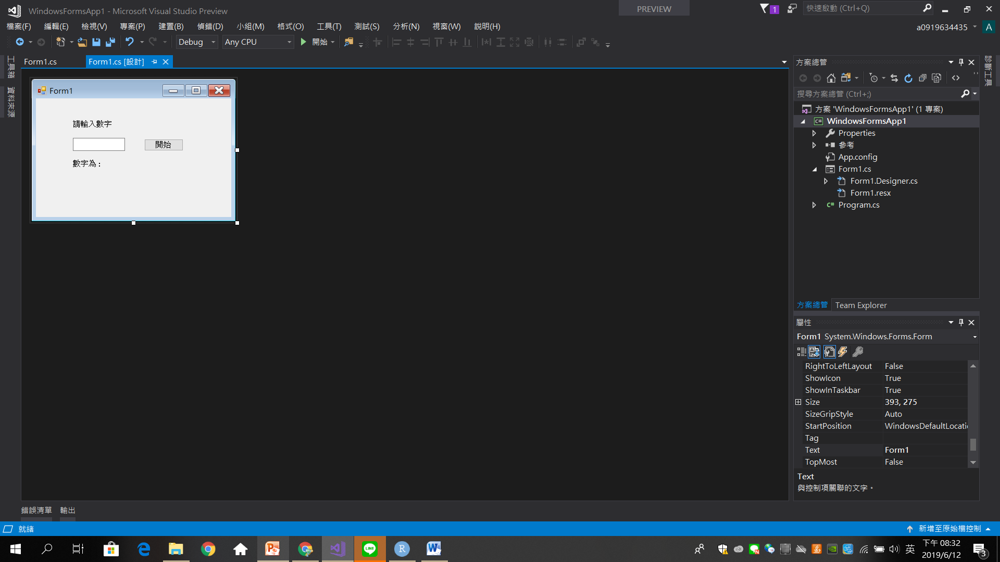 WindowsFormsApp1 - Microsoft Visual Studio Preview
PREVIEW
1
快速啟動 (Ctrl+Q)
檔案(F) 編輯(E) 檢視(V) 專案(P) 建置(B) 偵錯(D) 小組(M) 格式(O) 工具(T) 測試(S) 分析(N) 視窗(W) 說明(H)
a0919634435
A
Debug
Any CPU
開始
工具箱
資料來源
Form1.cs
Form1.cs [設計]
Form1
請輸入數字
開始
數字為 :
方案總管
搜尋方案總管 (Ctrl+;)
方案 'WindowsFormsApp1' (1 專案)
C# WindowsFormsApp1
Properties
參考
App.config
Form1.cs
Form1.Designer.cs
Form1.resx
C# Program.cs
診斷工具
方案總管
Team Explorer
屬性
Form1 System.Windows.Forms.Form
RightToLeftLayout False
ShowIcon True
ShowInTaskbar True
Size 393, 275
SizeGripStyle Auto
StartPosition WindowsDefaultLocati
Tag
Text Form1
TopMost False
Text
與控制項關聯的文字。
錯誤清單 輸出
就緒
新增至原始檔控制
LINE
R
英
下午 08:32
2019/6/12
3